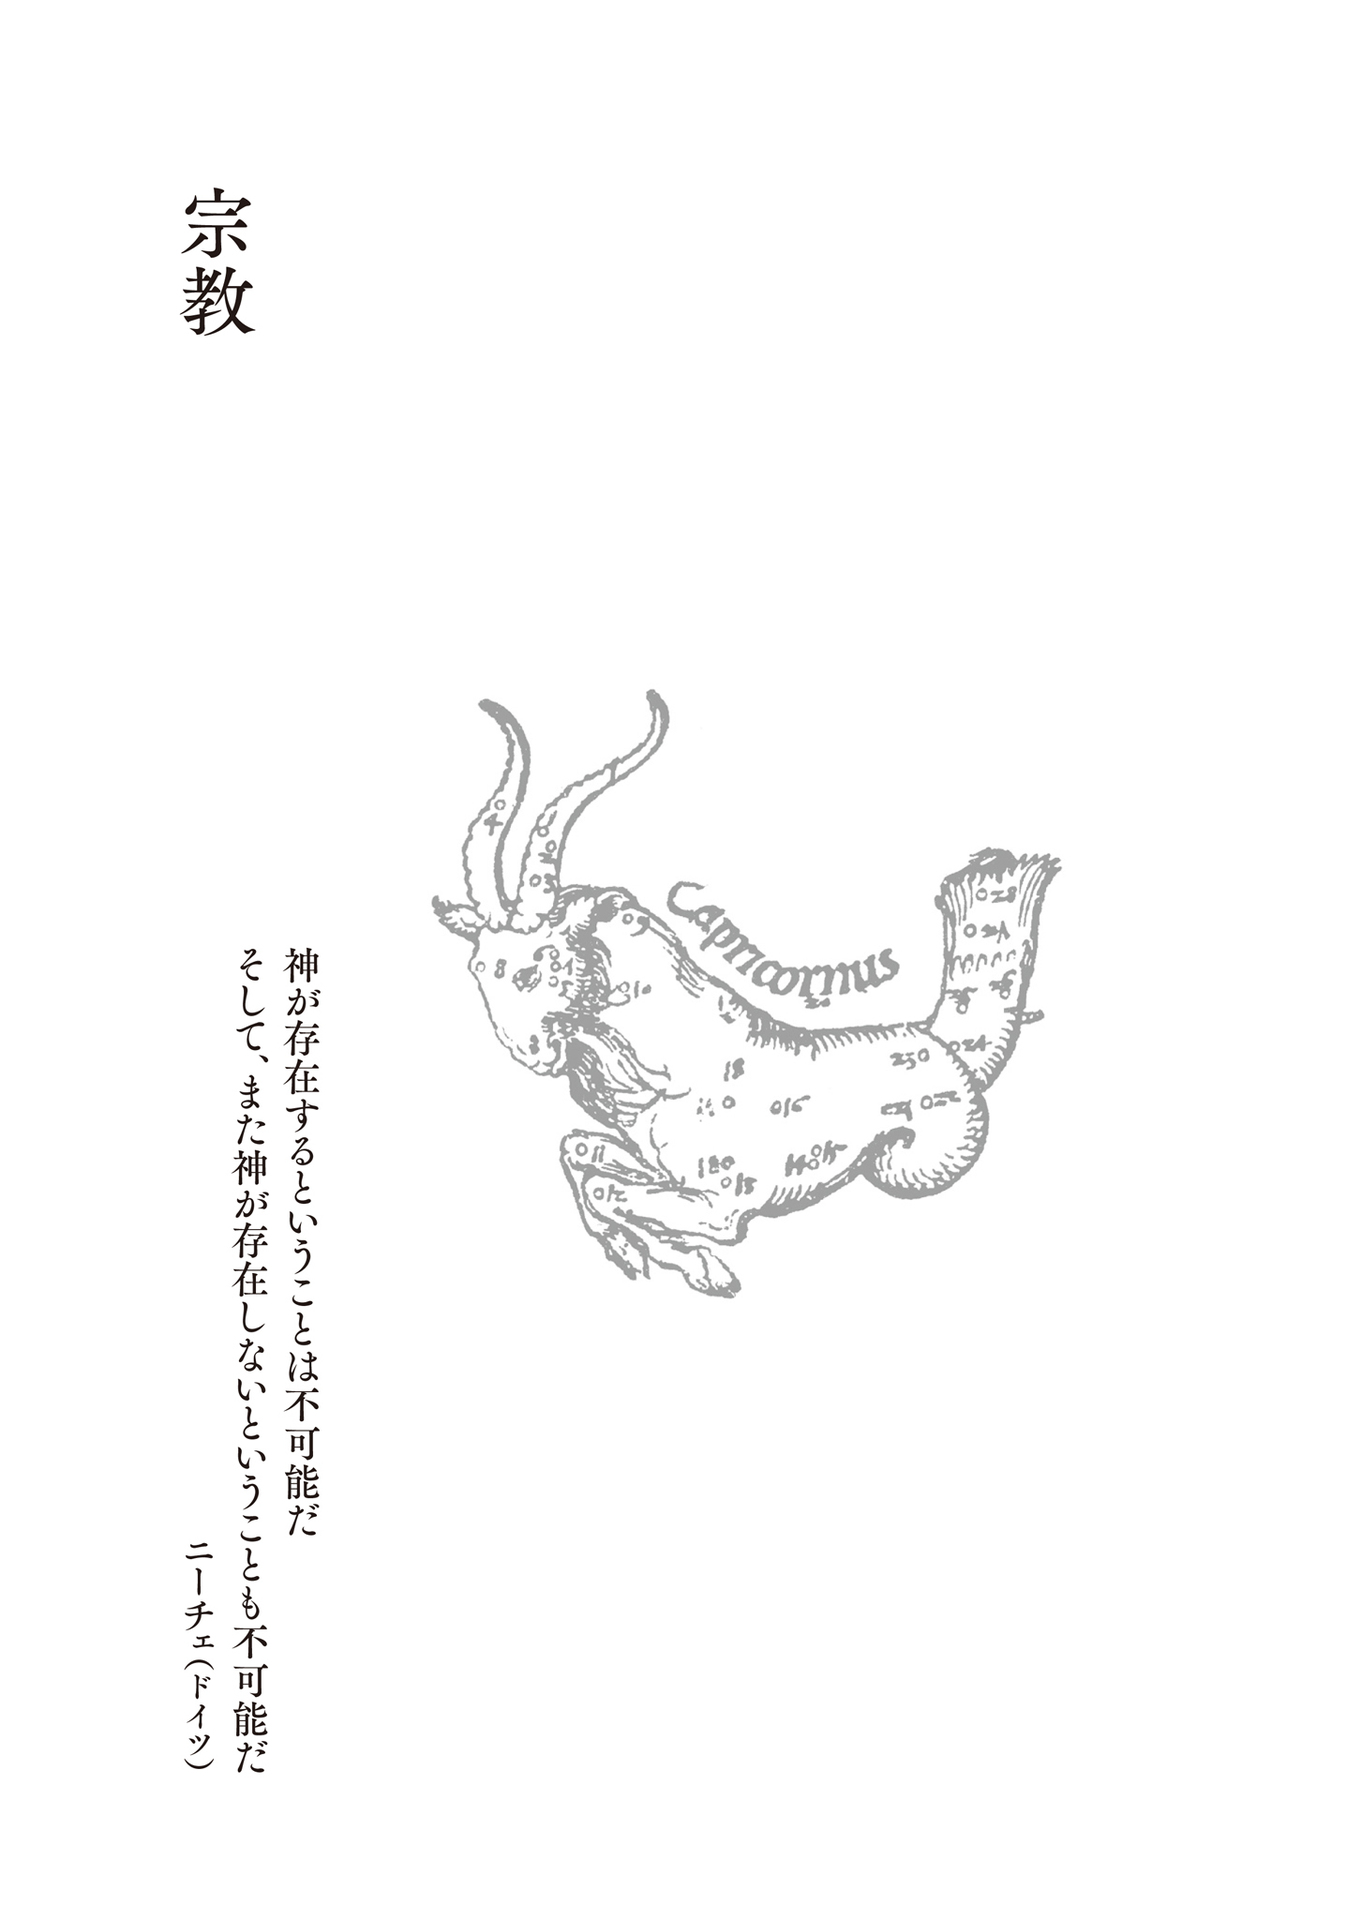 宗教
神が存在するということは不可能だ
そして、また神が存在しないということも不可能だ
ニーチェ（ドイツ）
Capricornus